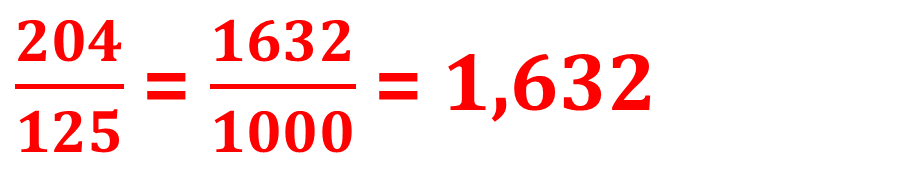 204/125 = 1632/1000 = 1,632